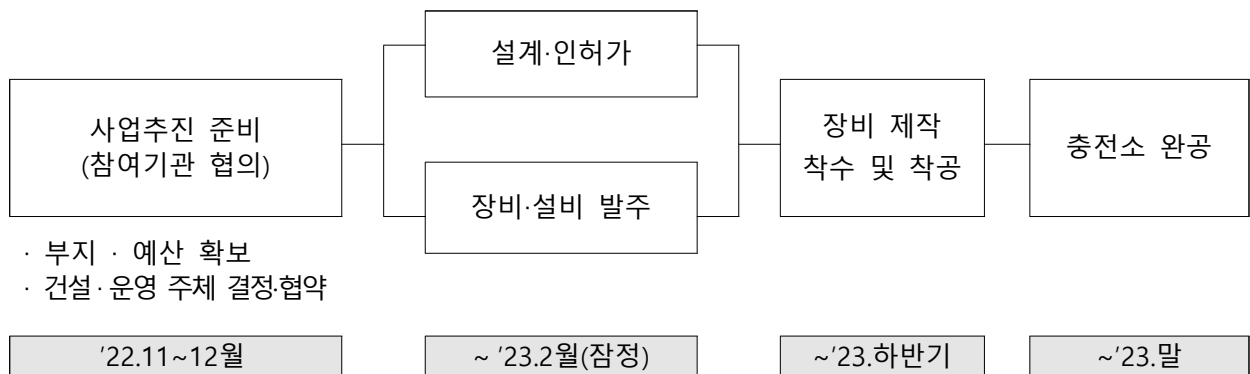 사업추진 준비
(참여기관 협의)
설계·인허가
장비·설비 발주
장비 제작
착수 및 착공
충전소 완공
· 부지 · 예산 확보
· 건설·운영 주체 결정·협약
'22.11~12월
~ '23.2월(잠정)
~'23.하반기
~'23.말